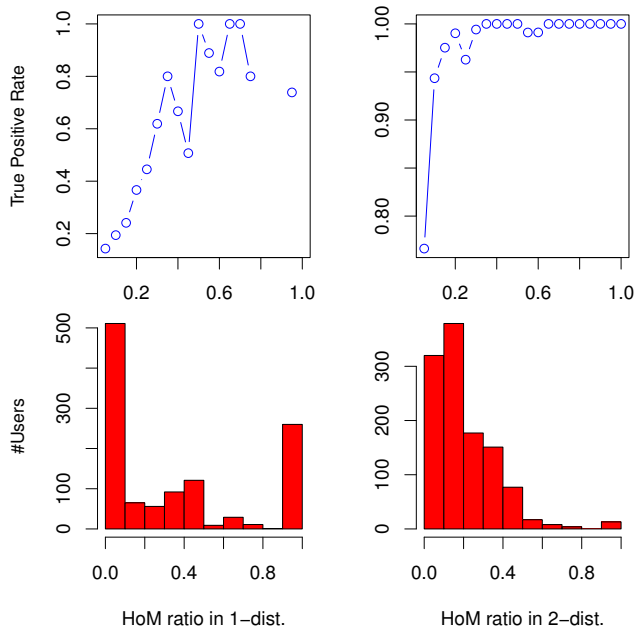 True Positive Rate
0.2 0.4 0.6 0.8 1.0
0.2 0.6 1.0
0.80 0.90 1.00
0.2 0.6 1.0
#Users
0 100 300 500
0.0 0.4 0.8
HoM ratio in 1−dist.
0 100 200 300
0.0 0.4 0.8
HoM ratio in 2−dist.